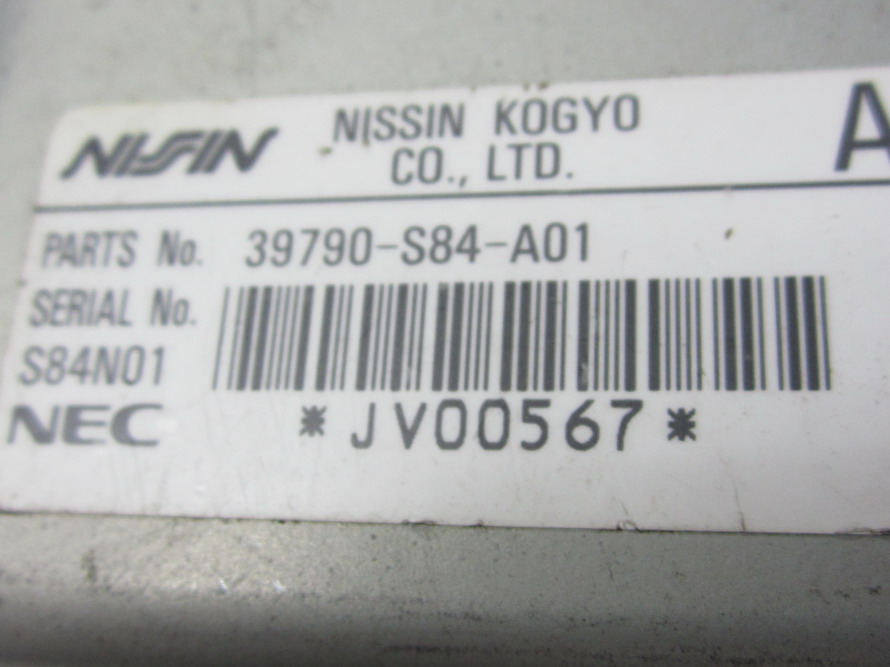 NISSIN NISSIN KOGYO CO., LTD. A
PARTS No. 39790-S84-A01
SERIAL No.
S84N01
NEC *JV00567*